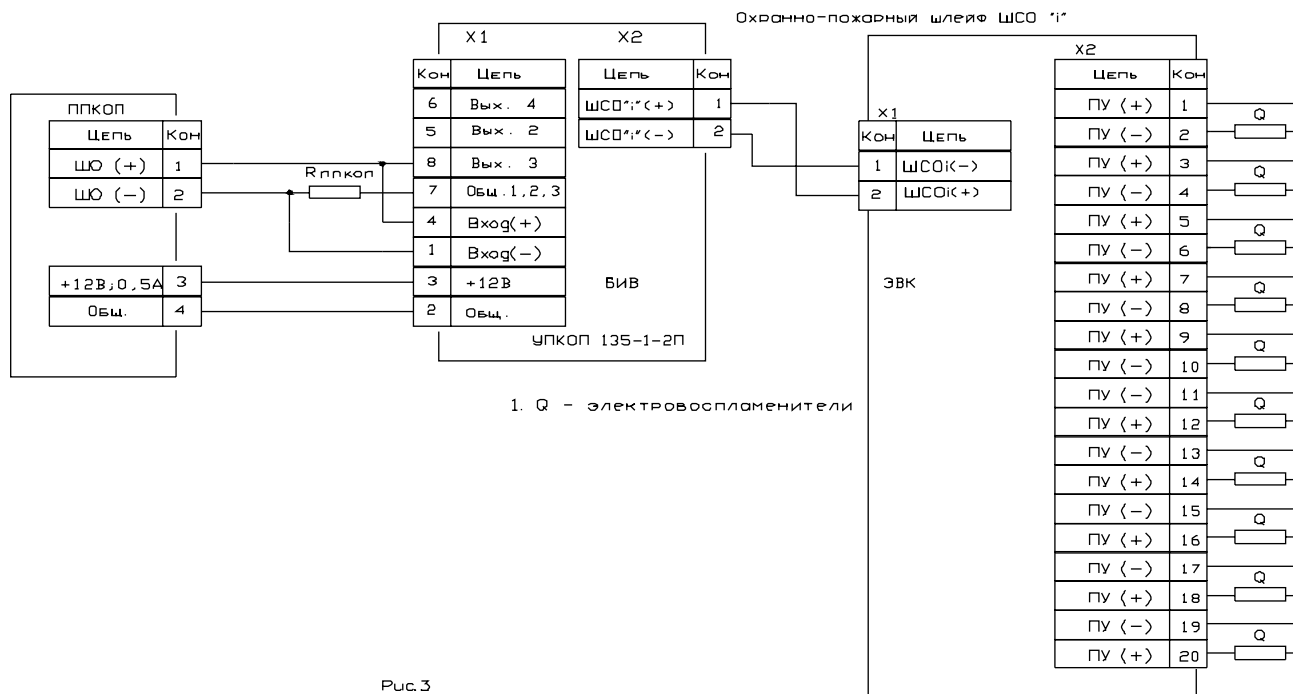 Охранно-пожарный шлейф ШСО "i"
ППКОП
Цепь Кон
ШО (+) 1
ШО (-) 2
+12В;0,5А 3
Общ. 4
Rппкоп
X1 X2
Кон Цепь
6 Вых. 4
5 Вых. 2
8 Вых. 3
7 Общ.1,2,3
4 Вход(+)
1 Вход(-)
3 +12В
2 Общ.
Цепь Кон
ШСО"i"(+) 1
ШСО"i"(-) 2
БИВ
УПКОП 135-1-2П
X1
Кон Цепь
1 ШСОi(-)
2 ШСОi(+)
ЭВК
X2
Цепь Кон
ПУ (+) 1
ПУ (-) 2
ПУ (+) 3
ПУ (-) 4
ПУ (+) 5
ПУ (-) 6
ПУ (+) 7
ПУ (-) 8
ПУ (+) 9
ПУ (-) 10
ПУ (-) 11
ПУ (+) 12
ПУ (-) 13
ПУ (+) 14
ПУ (-) 15
ПУ (+) 16
ПУ (-) 17
ПУ (+) 18
ПУ (-) 19
ПУ (+) 20
Q
Q
Q
Q
Q
Q
Q
Q
Q
Q
1. Q - электровоспламенители
Рис.3